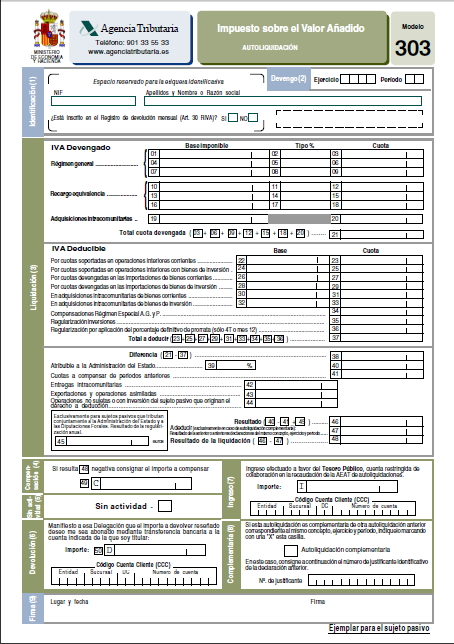 MINISTERIO
DE ECONOMIA
Y HACIENDA
Agencia Tributaria
Teléfono: 901 33 55 33
www.agenciatributaria.es
Impuesto sobre el Valor Añadido
AUTOLIQUIDACIÓN
Modelo
303
Identificación (1)
Espacio reservado para la etiqueta identificativa
NIF
Apellidos y Nombre o Razón social
¿Está inscrito en el Registro de devolución mensual (Art. 30 RIVA)? SI NO
Devengo (2) Ejercicio Período
Liquidación (3)
IVA Devengado
Base imponible Tipo % Cuota
Régimen general
01 02 03
04 05 06
07 08 09
Recargo equivalencia
10 11 12
13 14 15
16 17 18
Adquisiciones intracomunitarias 19 20
Total cuota devengada ( 03 + 06 + 09 + 12 + 15 + 18 + 20 ) 21
IVA Deducible
Base Cuota
Por cuotas soportadas en operaciones interiores corrientes 22 23
Por cuotas soportadas en operaciones interiores con bienes de inversión 24 25
Por cuotas devengadas en las importaciones de bienes corrientes 26 27
Por cuotas devengadas en las importaciones de bienes de inversión 28 29
En adquisiciones intracomunitarias de bienes corrientes 30 31
En adquisiciones intracomunitarias de bienes de inversión 32 33
Compensaciones Régimen Especial A.G. y P. 34
Regularización inversiones 35
Regularización por aplicación del porcentaje definitivo de prorrata (sólo 4T o mes 12) 36
Total a deducir ( 23 + 25 + 27 + 29 + 31 + 33 + 34 + 35 + 36 ) 37
Diferencia ( 21 - 37 ) 38
Atribuible a la Administración del Estado 39 % 40
Cuotas a compensar de periodos anteriores 41
Entregas intracomunitarias 42
Exportaciones y operaciones asimiladas 43
Operaciones no sujetas o con inversión del sujeto pasivo que originan el
derecho a deducción 44
Exclusivamente para sujetos pasivos que tributan
conjuntamente a la Administración del Estado y a
las Diputaciones Forales. Resultado de la regulari-
zación anual.
45 euros
Resultado ( 40 - 41 + 45 ) 46
A deducir (exclusivamente en caso de autoliquidación complementaria)
47
Resultado de la liquidación ( 46 - 47 ) 48
Compen-
sación (4)
Si resulta 48 negativa consignar el importe a compensar
49 C
Sin acti-
vidad (5)
Sin actividad -
Devolución (6)
Manifiesto a esa Delegación que el importe a devolver reseñado
deseo me sea abonado mediante transferencia bancaria a la
cuenta indicada de la que soy titular:
Importe: 50 D
Código Cuenta Cliente (CCC)
Entidad Sucursal DC Número de cuenta
Ingreso (7)
Ingreso efectuado a favor del Tesoro Público, cuenta restringida de
colaboración en la recaudación de la AEAT de autoliquidaciones.
Importe: I
Código Cuenta Cliente (CCC)
Entidad Sucursal DC Número de cuenta
Complementaria (8)
Si esta autoliquidación es complementaria de otra autoliquidación anterior
correspondiente al mismo concepto, ejercicio y período, indíquelo marcando
con una "X" esta casilla.
Autoliquidación complementaria
En este caso, consigne a continuación el número de justificante identificativo
de la declaración anterior.
Nº. de justificante
Firma (9)
Lugar y fecha
Firma
Ejemplar para el sujeto pasivo